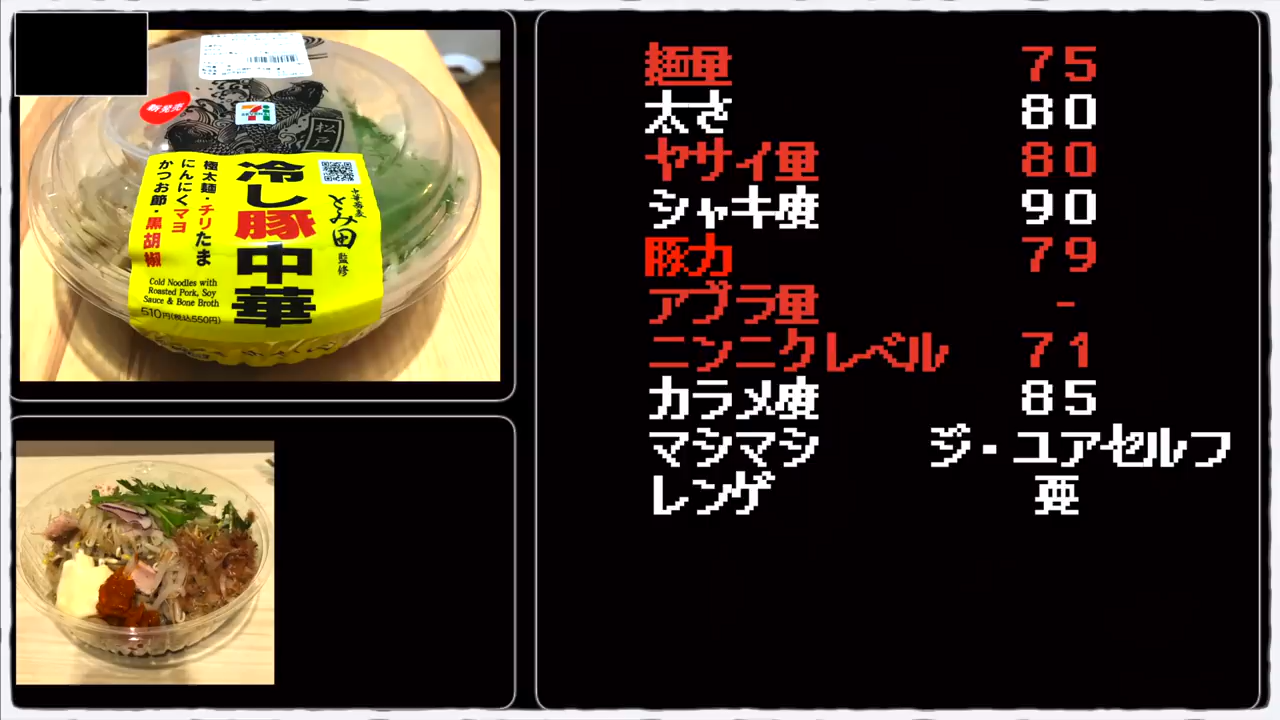 新発売
松戸
中華蕎麦
とみ田
監修
冷し豚
中華
極太麺・チリたま
にんにくマヨ
かつお節・黒胡椒
Cold Noodles with
Roasted Pork, Soy
Sauce & Bone Broth
510円(税込550円)
麺量 75
太さ 80
ヤサイ量 80
シャキ度 90
豚力 79
アブラ量 -
ニンニクレベル 71
カラメ度 85
マシマシ ジ・ユアセルフ
レンゲ 亜